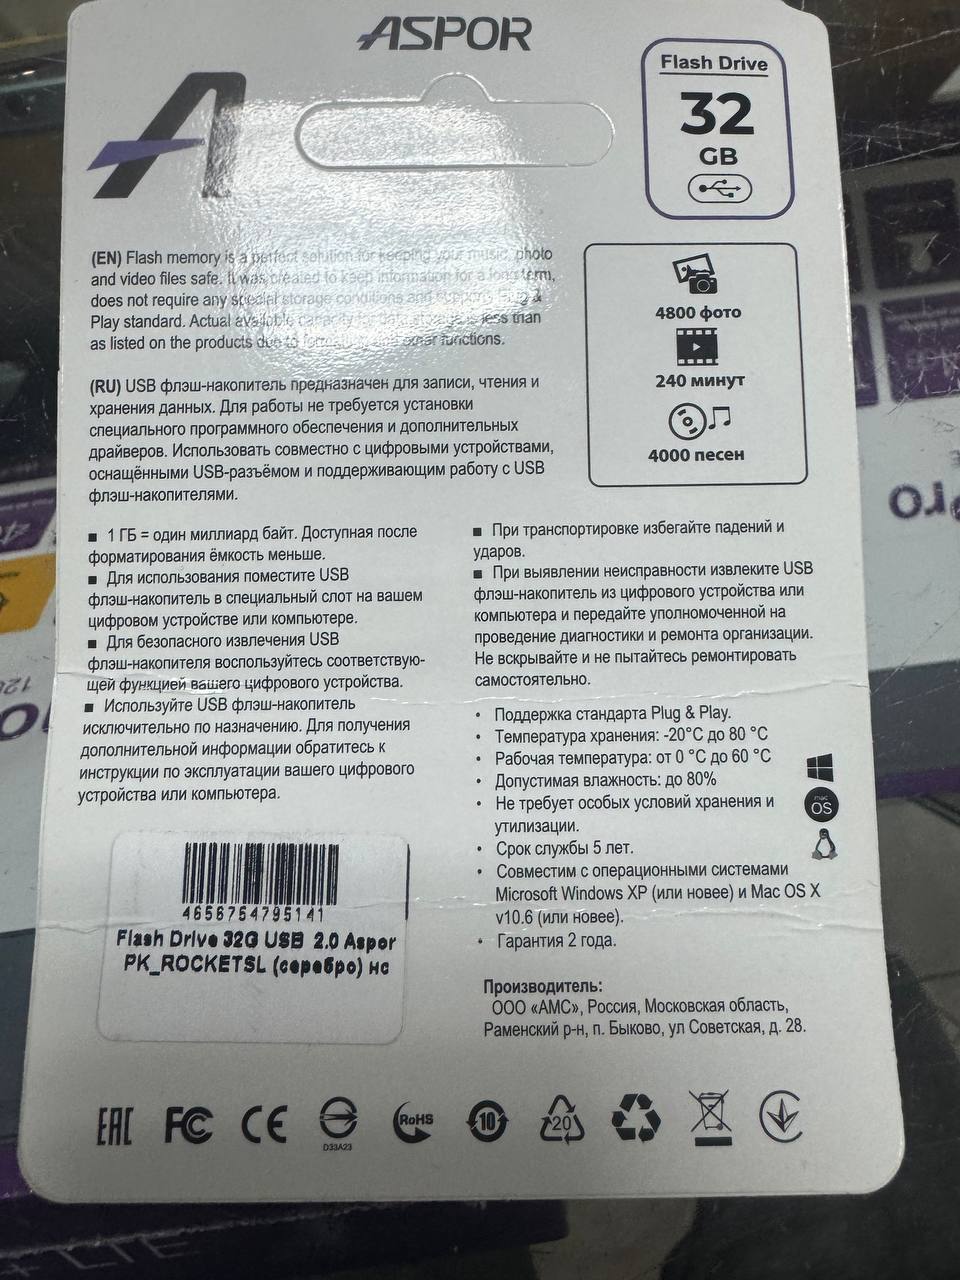 ASPOR
Flash Drive
32
GB
(EN) Flash memory is a perfect solution for keeping your music, photo
and video files safe. It was created to keep information for a long term,
does not require any special storage conditions and supports Plug &
Play standard. Actual available capacity for data storage is less than
as listed on the products due to formatting and other functions.
4800 фото
240 минут
4000 песен
(RU) USB флэш-накопитель предназначен для записи, чтения и
хранения данных. Для работы не требуется установки
специального программного обеспечения и дополнительных
драйверов. Использовать совместно с цифровыми устройствами,
оснащёнными USB-разъёмом и поддерживающим работу с USB
флэш-накопителями.
■ 1 ГБ = один миллиард байт. Доступная после
форматирования ёмкость меньше.
■ Для использования поместите USB
флэш-накопитель в специальный слот на вашем
цифровом устройстве или компьютере.
■ Для безопасного извлечения USB
флэш-накопителя воспользуйтесь соответствую-
щей функцией вашего цифрового устройства.
■ Используйте USB флэш-накопитель
исключительно по назначению. Для получения
дополнительной информации обратитесь к
инструкции по эксплуатации вашего цифрового
устройства или компьютера.
■ При транспортировке избегайте падений и
ударов.
■ При выявлении неисправности извлеките USB
флэш-накопитель из цифрового устройства или
компьютера и передайте уполномоченной на
проведение диагностики и ремонта организации.
Не вскрывайте и не пытайтесь ремонтировать
самостоятельно.
• Поддержка стандарта Plug & Play.
• Температура хранения: -20°C до 80 °C
• Рабочая температура: от 0 °C до 60 °C
• Допустимая влажность: до 80%
• Не требует особых условий хранения и
утилизации.
• Срок службы 5 лет.
• Совместим с операционными системами
Microsoft Windows XP (или новее) и Mac OS X
v10.6 (или новее).
• Гарантия 2 года.
mac
OS
4656754795141
Flash Drive 32G USB 2.0 Aspor
PK_ROCKETSL (серебро) нс
Производитель:
ООО «АМС», Россия, Московская область,
Раменский р-н, п. Быково, ул Советская, д. 28.
EAC FC CE
D33A23
RoHS
10
20
Pro
128
LTE